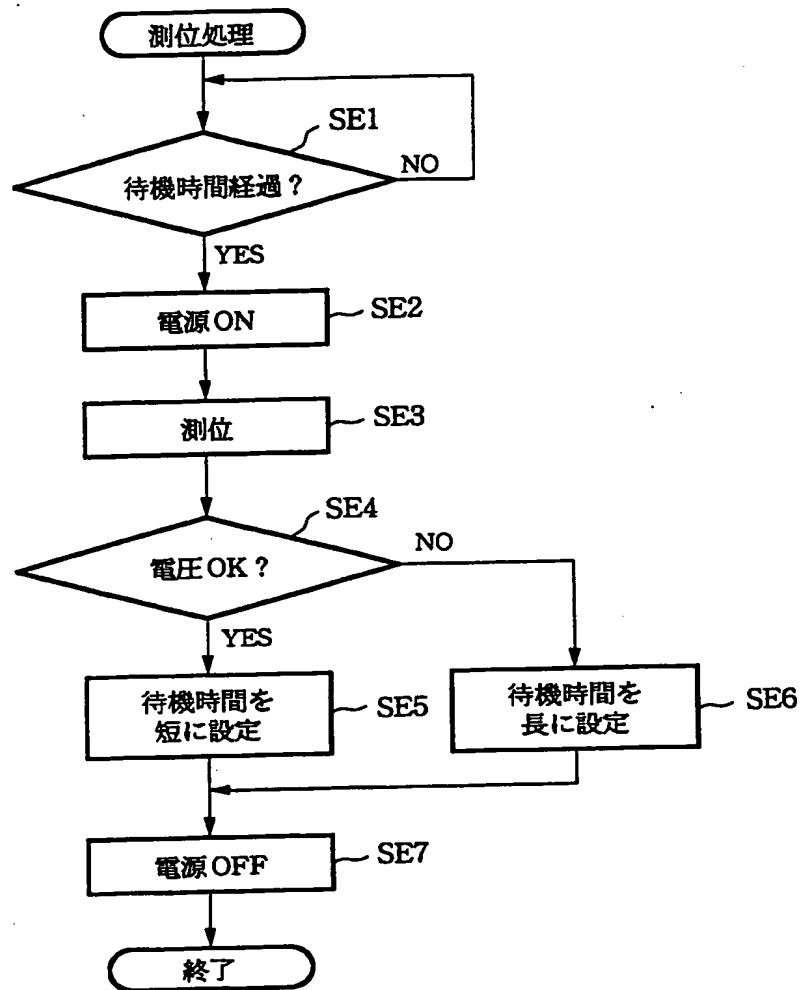 測位処理
SE1
待機時間経過?
NO
YES
電源ON
SE2
測位
SE3
SE4
電圧OK?
NO
YES
待機時間を
短に設定
SE5
待機時間を
長に設定
SE6
電源OFF
SE7
終了